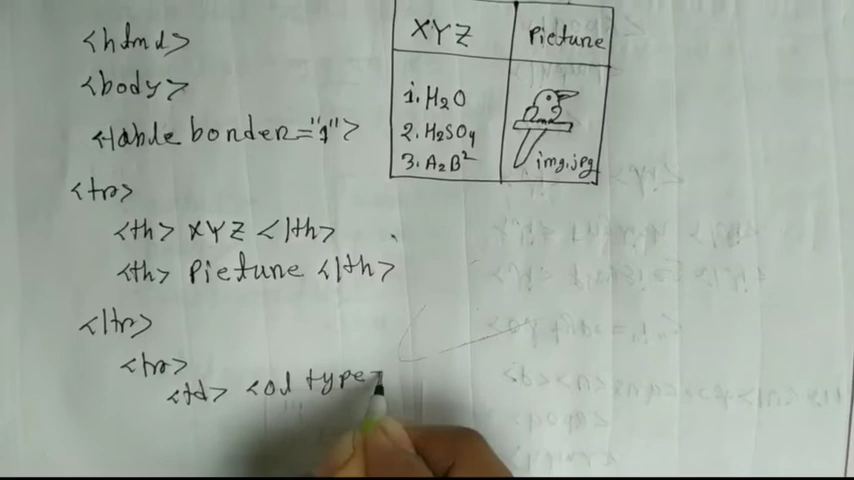 <html>
<body>
<table border="1">
<tr>
<th> XYZ </th>
<th> Picture </th>
</tr>
<tr>
<td> <ol type=
XYZ
Picture
1. H₂O
2. H₂SO₄
3. A₂B²
img.jpg